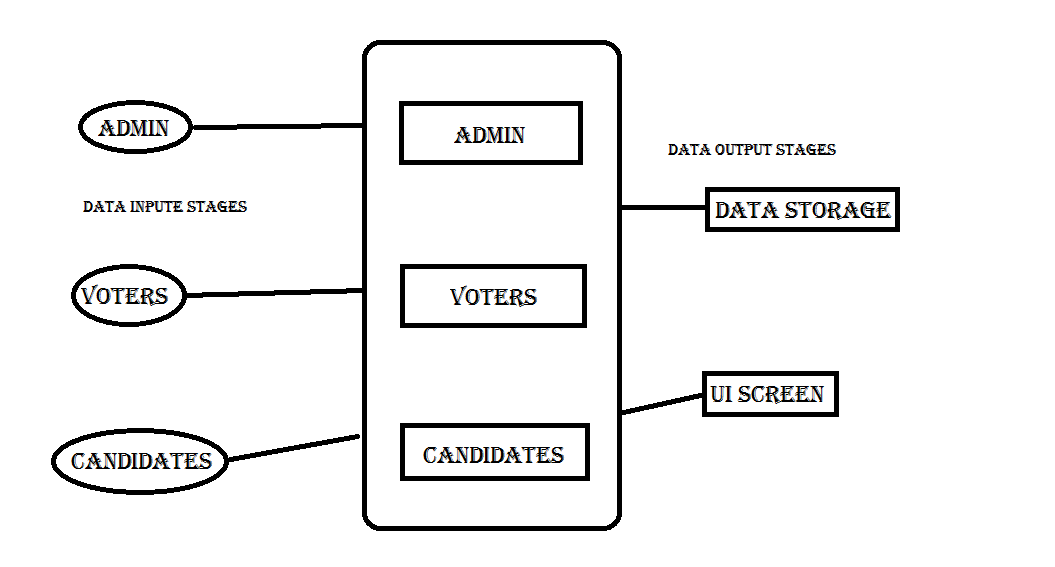 ADMIN
ADMIN
DATA OUTPUT STAGES
DATA INPUTE STAGES
DATA STORAGE
VOTERS
VOTERS
UI SCREEN
CANDIDATES
CANDIDATES